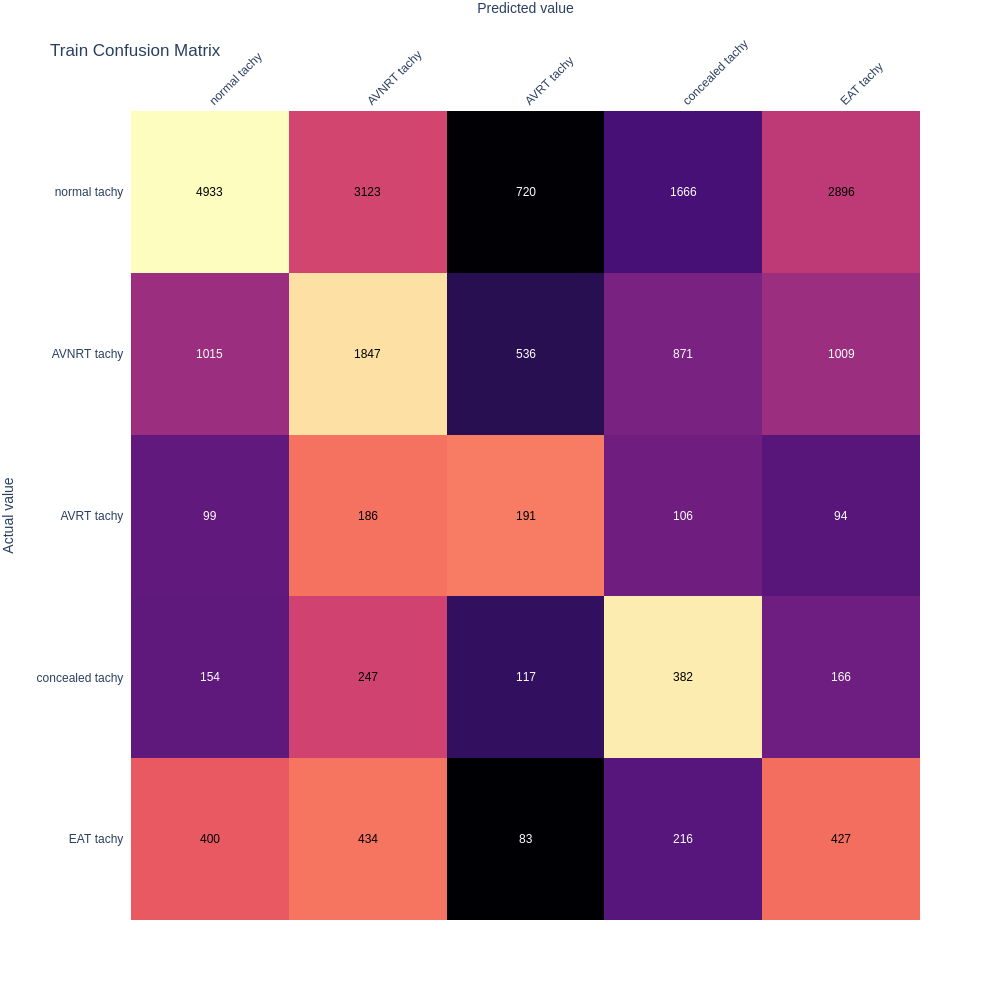 Predicted value
Train Confusion Matrix
normal tachy AVNRT tachy AVRT tachy concealed tachy EAT tachy
normal tachy 4933 3123 720 1666 2896
AVNRT tachy 1015 1847 536 871 1009
AVRT tachy 99 186 191 106 94
concealed tachy 154 247 117 382 166
EAT tachy 400 434 83 216 427
Actual value